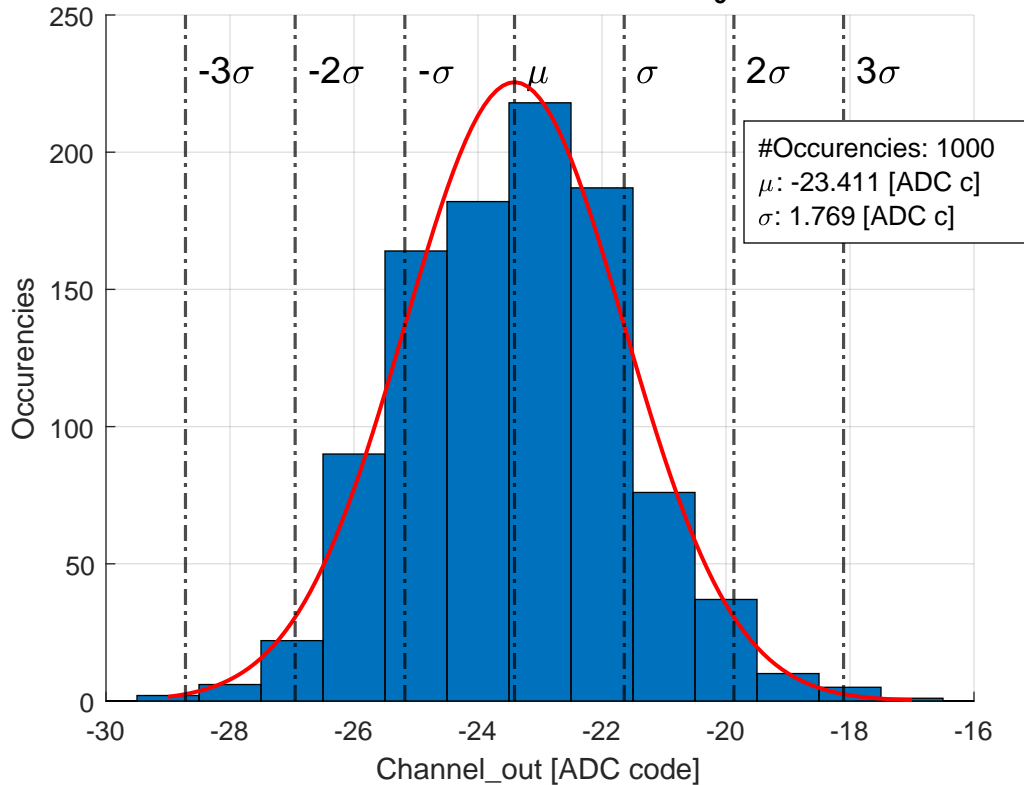 250
200
150
100
50
0
Occurencies
-3σ -2σ -σ μ σ 2σ 3σ
#Occurencies: 1000
μ: -23.411 [ADC c]
σ: 1.769 [ADC c]
-30 -28 -26 -24 -22 -20 -18 -16
Channel_out [ADC code]